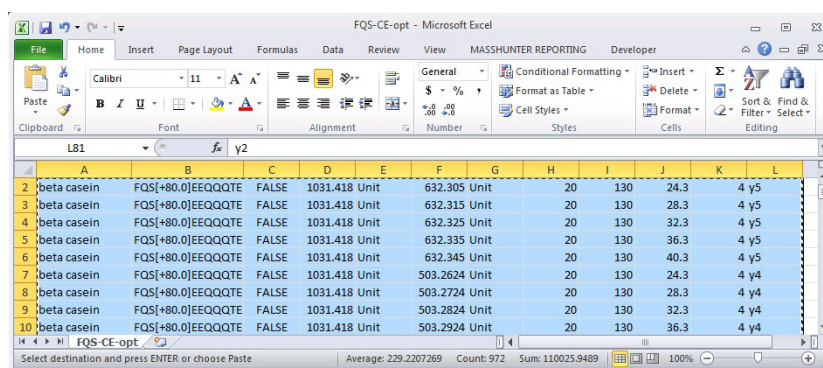 FQS-CE-opt - Microsoft Excel
File Home Insert Page Layout Formulas Data Review View MASSHUNTER REPORTING Developer
Paste Calibri 11 A A General Conditional Formatting Insert Σ Sort & Find &
B I U A $ % , Format as Table Delete Filter Select
.0 .00 .00 .0 Cell Styles Format
Clipboard Font Alignment Number Styles Cells Editing
L81 fx y2
A B C D E F G H I J K L
2 beta casein FQS[+80.0]EEQQQTE FALSE 1031.418 Unit 632.305 Unit 20 130 24.3 4 y5
3 beta casein FQS[+80.0]EEQQQTE FALSE 1031.418 Unit 632.315 Unit 20 130 28.3 4 y5
4 beta casein FQS[+80.0]EEQQQTE FALSE 1031.418 Unit 632.325 Unit 20 130 32.3 4 y5
5 beta casein FQS[+80.0]EEQQQTE FALSE 1031.418 Unit 632.335 Unit 20 130 36.3 4 y5
6 beta casein FQS[+80.0]EEQQQTE FALSE 1031.418 Unit 632.345 Unit 20 130 40.3 4 y5
7 beta casein FQS[+80.0]EEQQQTE FALSE 1031.418 Unit 503.2624 Unit 20 130 24.3 4 y4
8 beta casein FQS[+80.0]EEQQQTE FALSE 1031.418 Unit 503.2724 Unit 20 130 28.3 4 y4
9 beta casein FQS[+80.0]EEQQQTE FALSE 1031.418 Unit 503.2824 Unit 20 130 32.3 4 y4
10 beta casein FQS[+80.0]EEQQQTE FALSE 1031.418 Unit 503.2924 Unit 20 130 36.3 4 y4
FQS-CE-opt
Select destination and press ENTER or choose Paste Average: 229.2207269 Count: 972 Sum: 110025.9489 100%